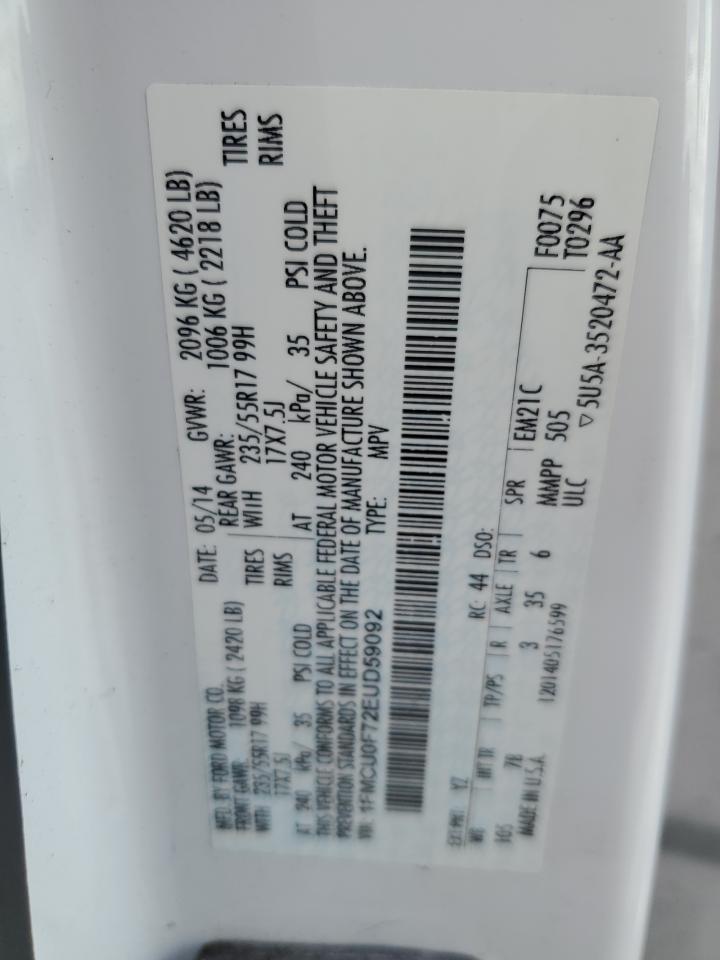 MFD. BY FORD MOTOR CO.
DATE: 05/14 GVWR: 2096 KG ( 4620 LB)
FRONT GAWR: 1098 KG ( 2420 LB) REAR GAWR: 1006 KG ( 2218 LB)
WITH 235/55R17 99H TIRES WITH 235/55R17 99H TIRES
17X7.5J RIMS 17X7.5J RIMS
AT 240 kPa/ 35 PSI COLD AT 240 kPa/ 35 PSI COLD
THIS VEHICLE CONFORMS TO ALL APPLICABLE FEDERAL MOTOR VEHICLE SAFETY AND THEFT
PREVENTION STANDARDS IN EFFECT ON THE DATE OF MANUFACTURE SHOWN ABOVE.
VIN: 1FMCU0F72EUD59092 TYPE: MPV
EXT PNT: YZ RC: 44 DSO: F0075
WB INT TR TP/PS R AXLE TR SPR EM21C T0296
105 7B 3 35 6 MMPP 505
MADE IN U.S.A. 1201405176599 ULC ▽ 5U5A-3520472-AA